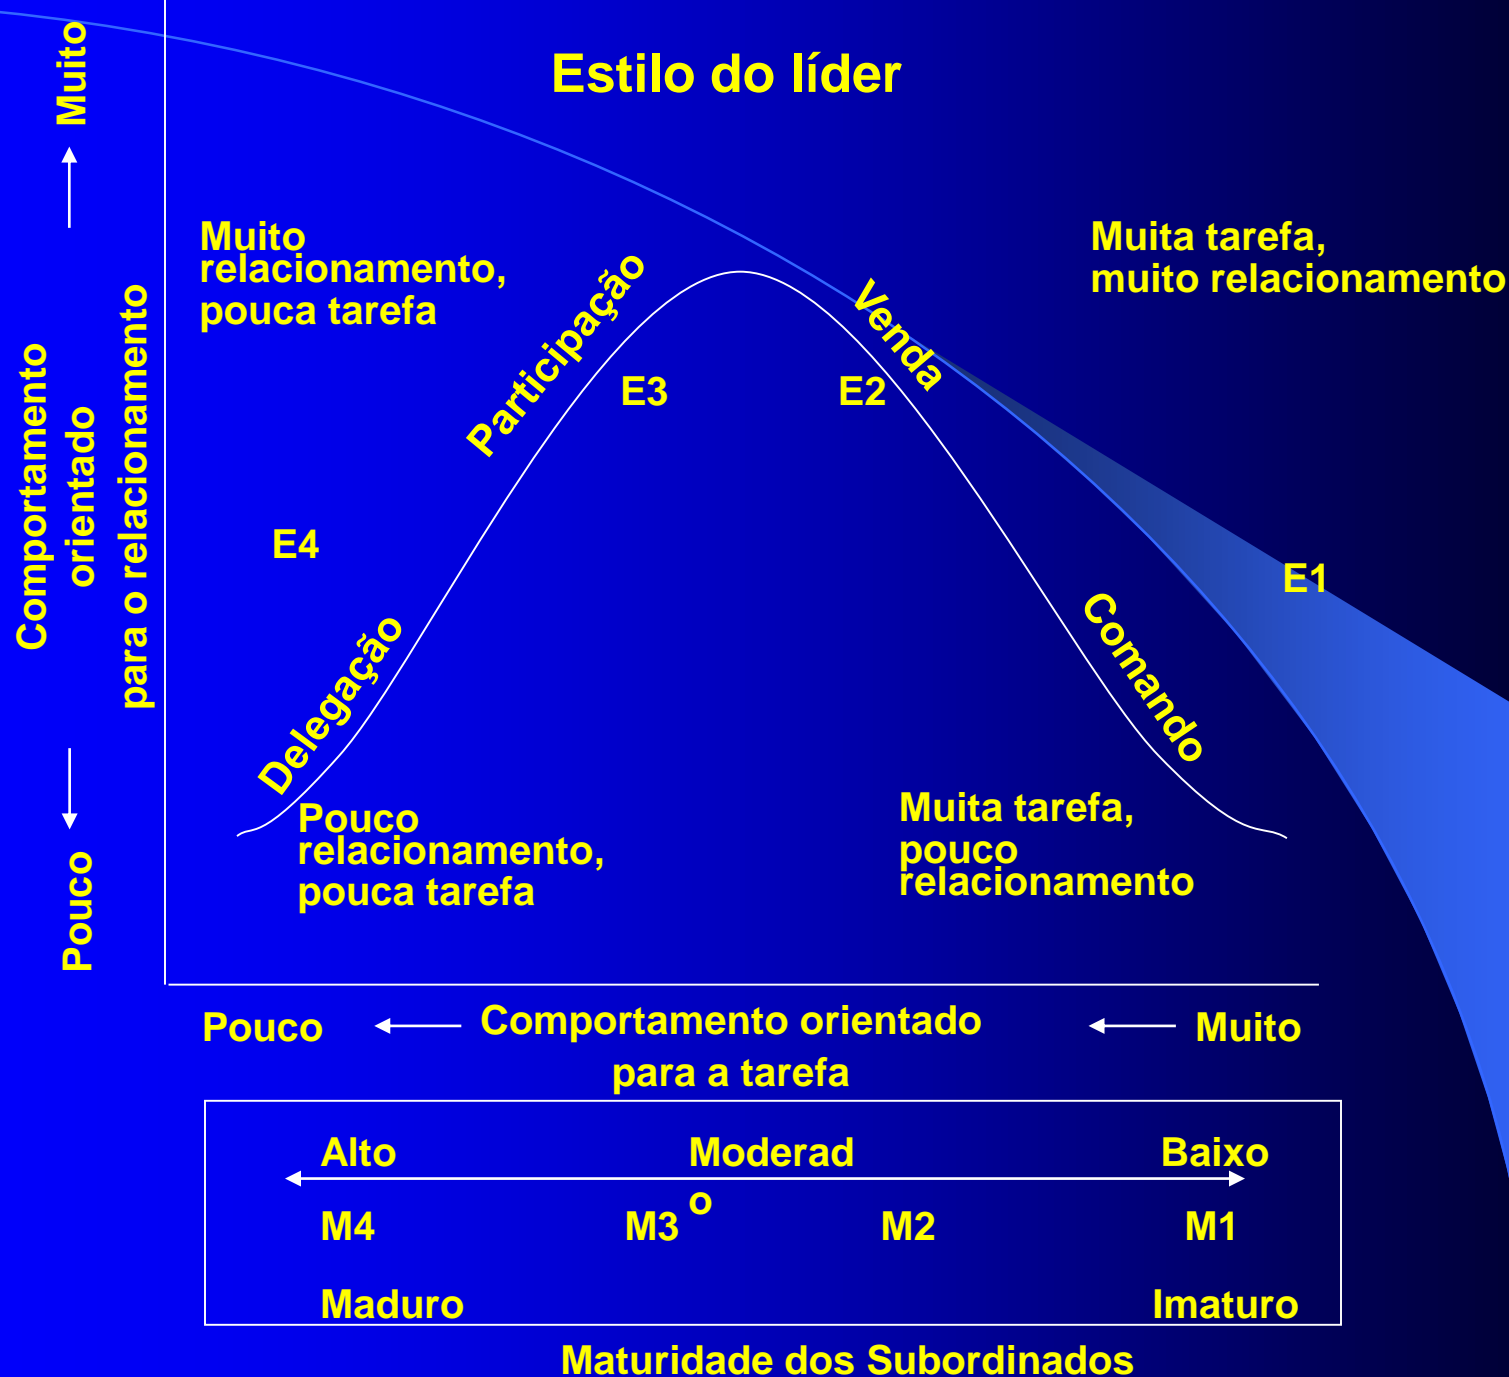 Estilo do líder
Muito
Comportamento
orientado
para o relacionamento
Pouco
Muito
relacionamento,
pouca tarefa
Muita tarefa,
muito relacionamento
Participação
Venda
E3
E2
E4
E1
Delegação
Comando
Pouco
relacionamento,
pouca tarefa
Muita tarefa,
pouco
relacionamento
Pouco
Comportamento orientado
para a tarefa
Muito
Alto
Moderad
o
Baixo
M4
M3
M2
M1
Maduro
Imaturo
Maturidade dos Subordinados